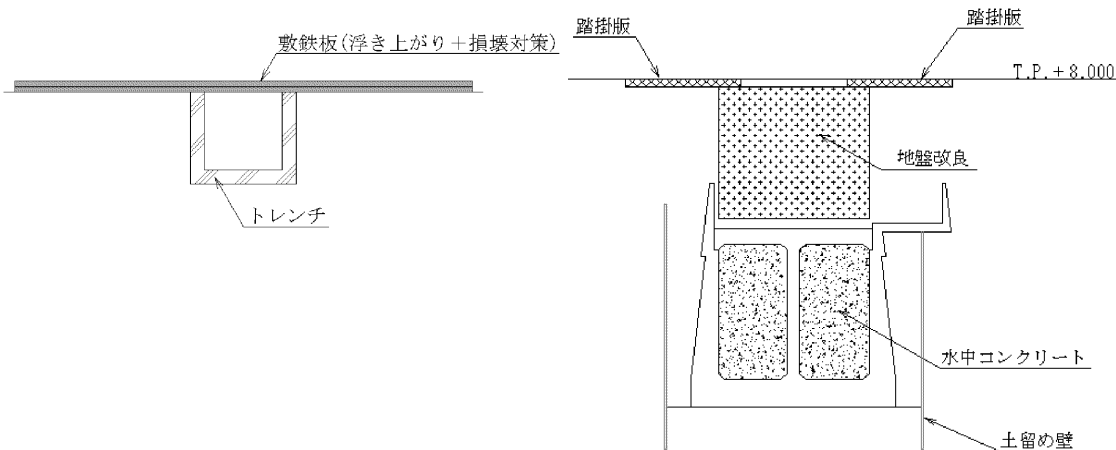 敷鉄板(浮き上がり＋損壊対策)
トレンチ
踏掛版
踏掛版
T.P.＋8.000
地盤改良
水中コンクリート
土留め壁